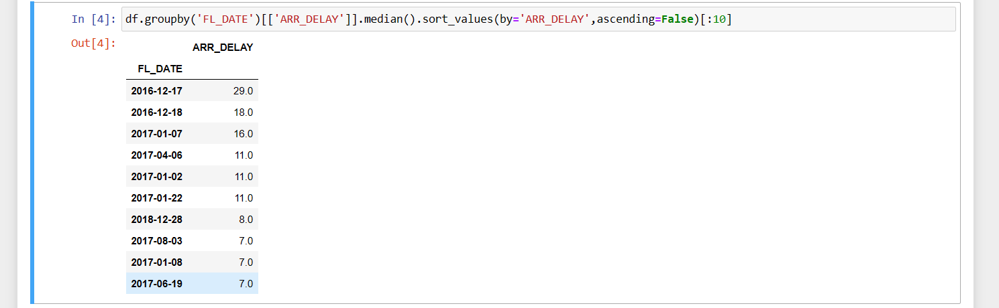 In [4]: df.groupby('FL_DATE')[['ARR_DELAY']].median().sort_values(by='ARR_DELAY',ascending=False)[:10]
Out[4]:
ARR_DELAY
FL_DATE
2016-12-17 29.0
2016-12-18 18.0
2017-01-07 16.0
2017-04-06 11.0
2017-01-02 11.0
2017-01-22 11.0
2018-12-28 8.0
2017-08-03 7.0
2017-01-08 7.0
2017-06-19 7.0